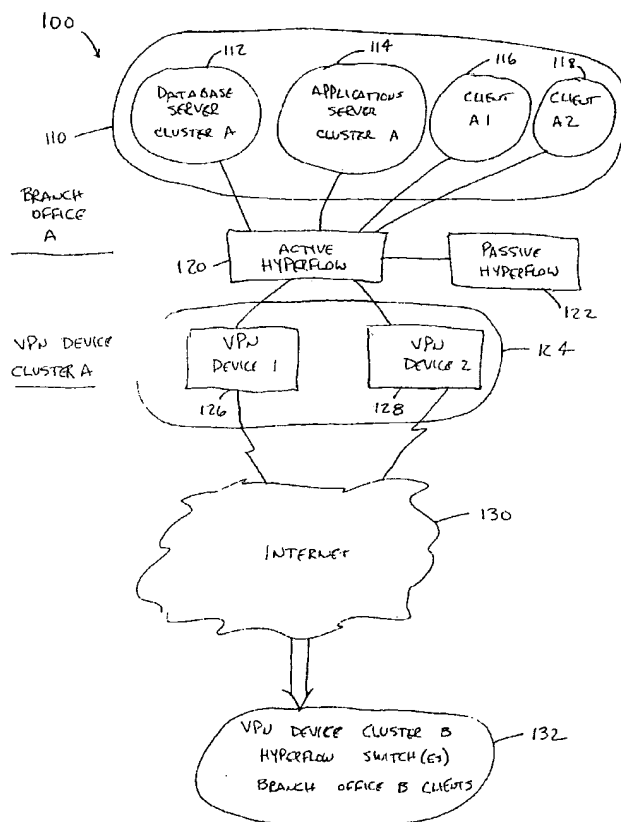 100
112
114
116
118
DATABASE
SERVER
CLUSTER A
APPLICATIONS
SERVER
CLUSTER A
CLIENT
A1
CLIENT
A2
110
BRANCH
OFFICE
A
120
ACTIVE
HYPERFLOW
PASSIVE
HYPERFLOW
122
VPN DEVICE
CLUSTER A
VPN
DEVICE 1
VPN
DEVICE 2
124
126
128
INTERNET
130
VPN DEVICE CLUSTER B
HYPERFLOW SWITCH(ES)
BRANCH OFFICE B CLIENTS
132